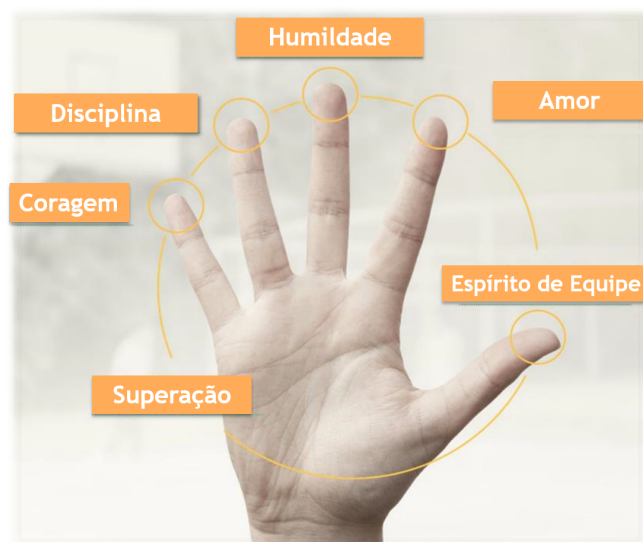 Humildade
Disciplina
Amor
Coragem
Espírito de Equipe
Superação